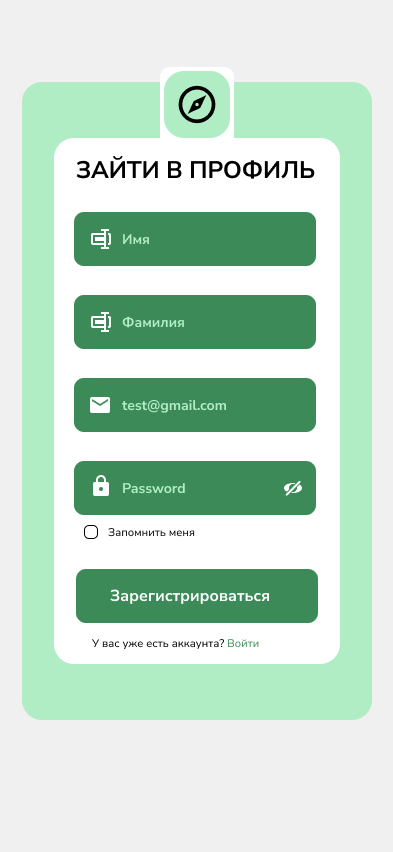 ЗАЙТИ В ПРОФИЛЬ
Имя
Фамилия
test@gmail.com
Password
Запомнить меня
Зарегистрироваться
У вас уже есть аккаунта? Войти